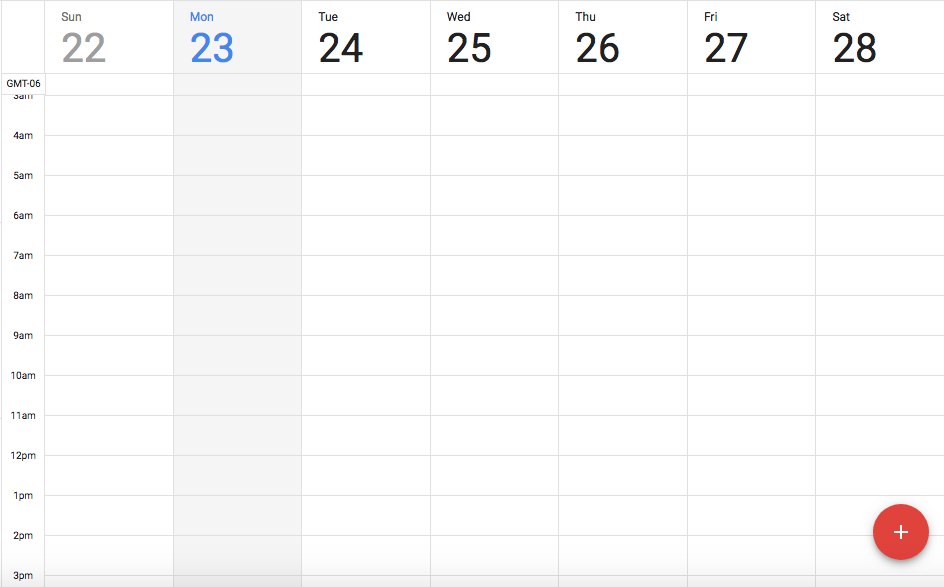 Sun Mon Tue Wed Thu Fri Sat
22 23 24 25 26 27 28
GMT-06
3am
4am
5am
6am
7am
8am
9am
10am
11am
12pm
1pm
2pm
3pm
+